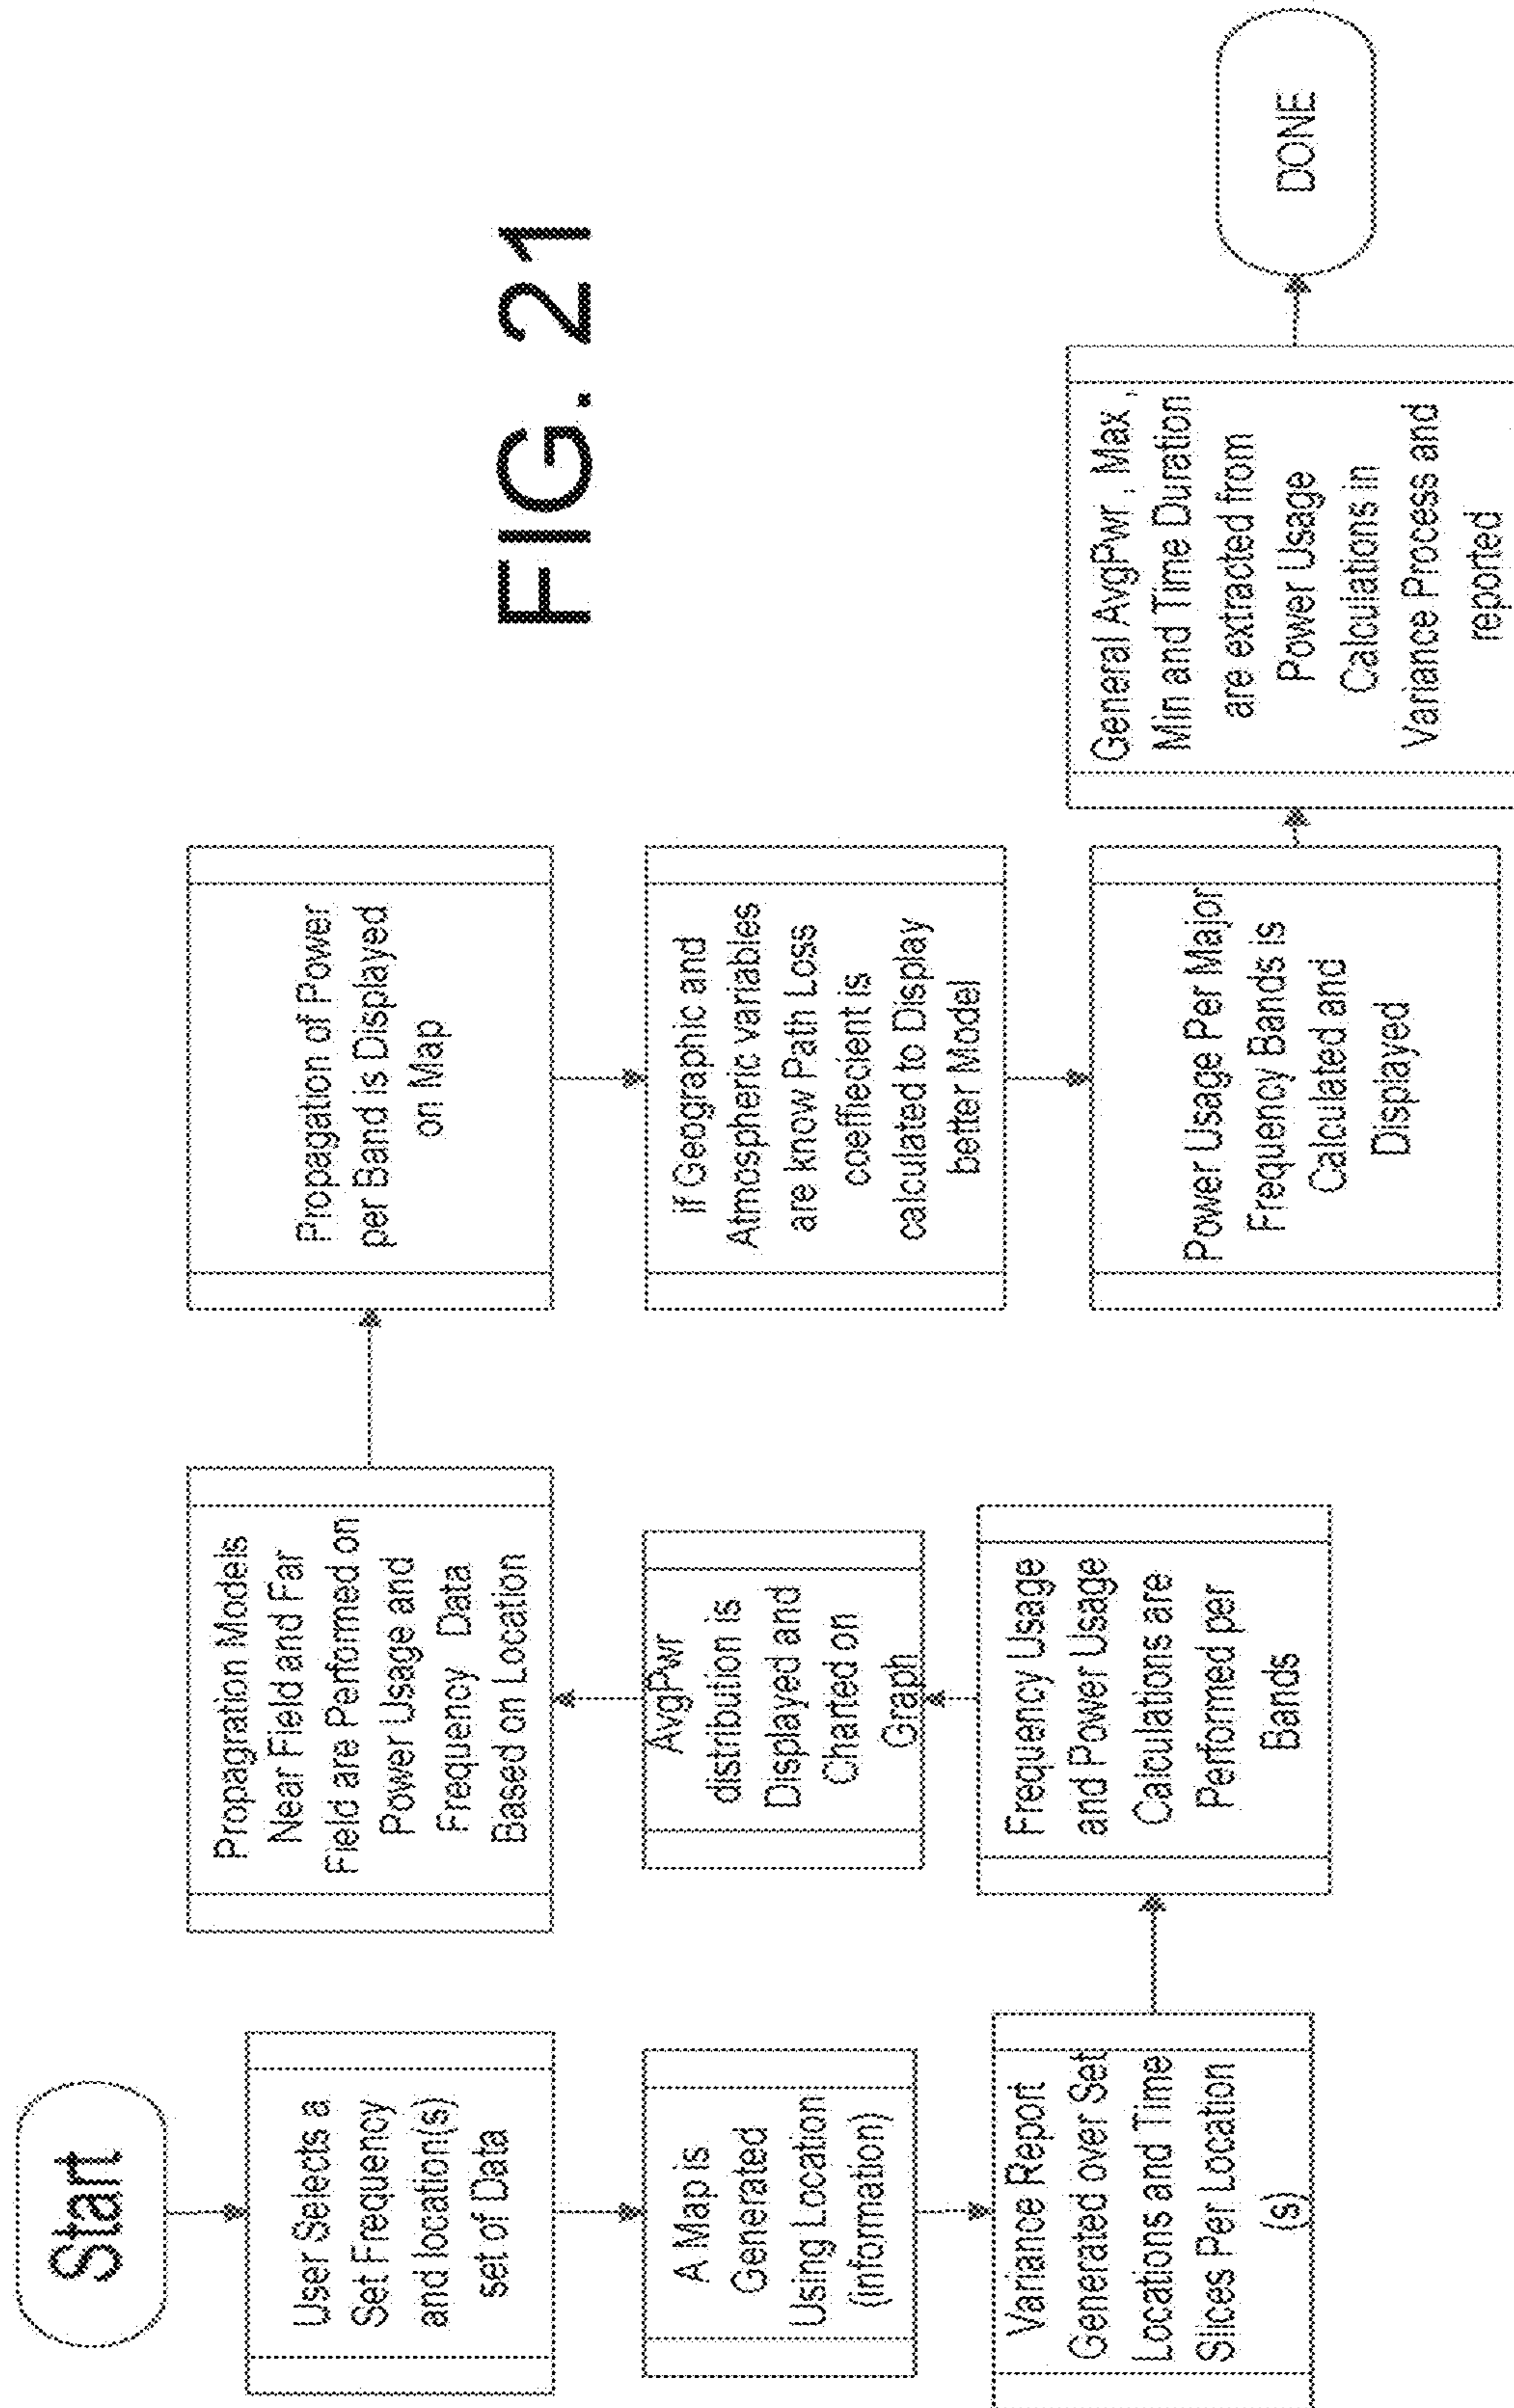 FIG. 21
Start
User Selects a
Set Frequency
and location(s)
set of Data
A Map is
Generated
Using Location
(information)
Variance Report
Generated over Set
Locations and Time
Slices Per Location
(s)
Frequency Usage
and Power Usage
Calculations are
Performed per
Bands
AvgPwr
distribution is
Displayed and
Charted on
Graph
Propagration Models
Near Field and Far
Field are Performed on
Power Usage and
Frequency Data
Based on Location
Propagation of Power
per Band is Displayed
on Map
if Geographic and
Atmospheric variables
are know Path Loss
coeffiecient is
calculated to Display
better Model
Power Usage Per Major
Frequency Bands is
Calculated and
Displayed
General AvgPwr , Max ,
Min and Time Duration
are extracted from
Power Usage
Calculations in
Variance Process and
reported
DONE